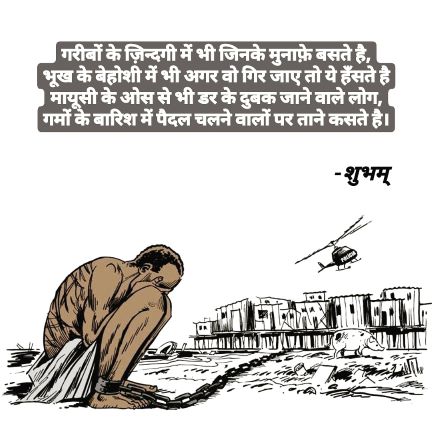 गरीबों के ज़िन्दगी में भी जिनके मुनाफ़े बसते है,
भूख के बेहोशी में भी अगर वो गिर जाए तो ये हँसते है
मायूसी के ओस से भी डर के दुबक जाने वाले लोग,
गमों के बारिश में पैदल चलने वालों पर ताने कसते है।
-शुभम्